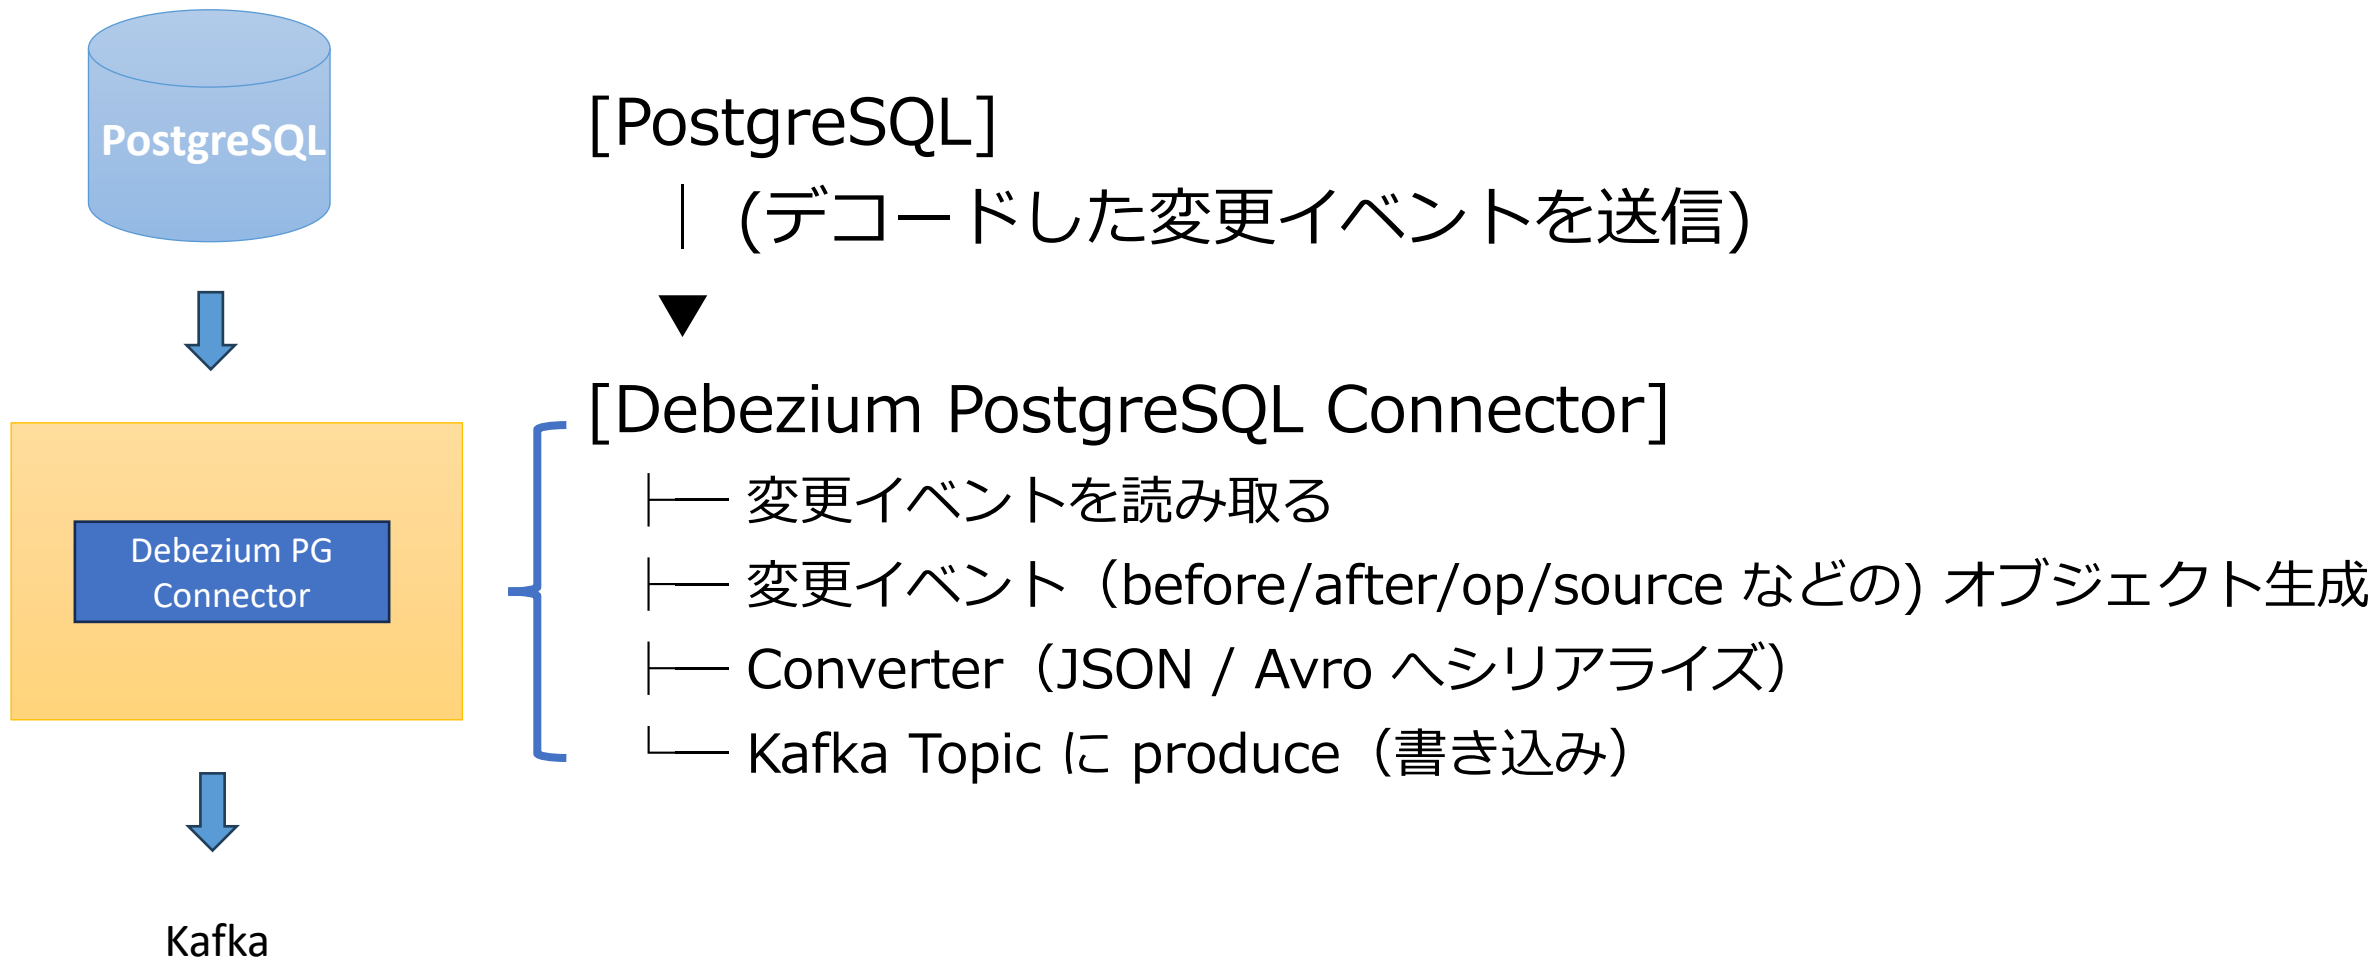 PostgreSQL
Debezium PG
Connector
Kafka
[PostgreSQL]
│ (デコードした変更イベントを送信)
▼
[Debezium PostgreSQL Connector]
├── 変更イベントを読み取る
├── 変更イベント（before/after/op/source などの) オブジェクト生成
├── Converter（JSON / Avro へシリアライズ）
└── Kafka Topic に produce（書き込み）